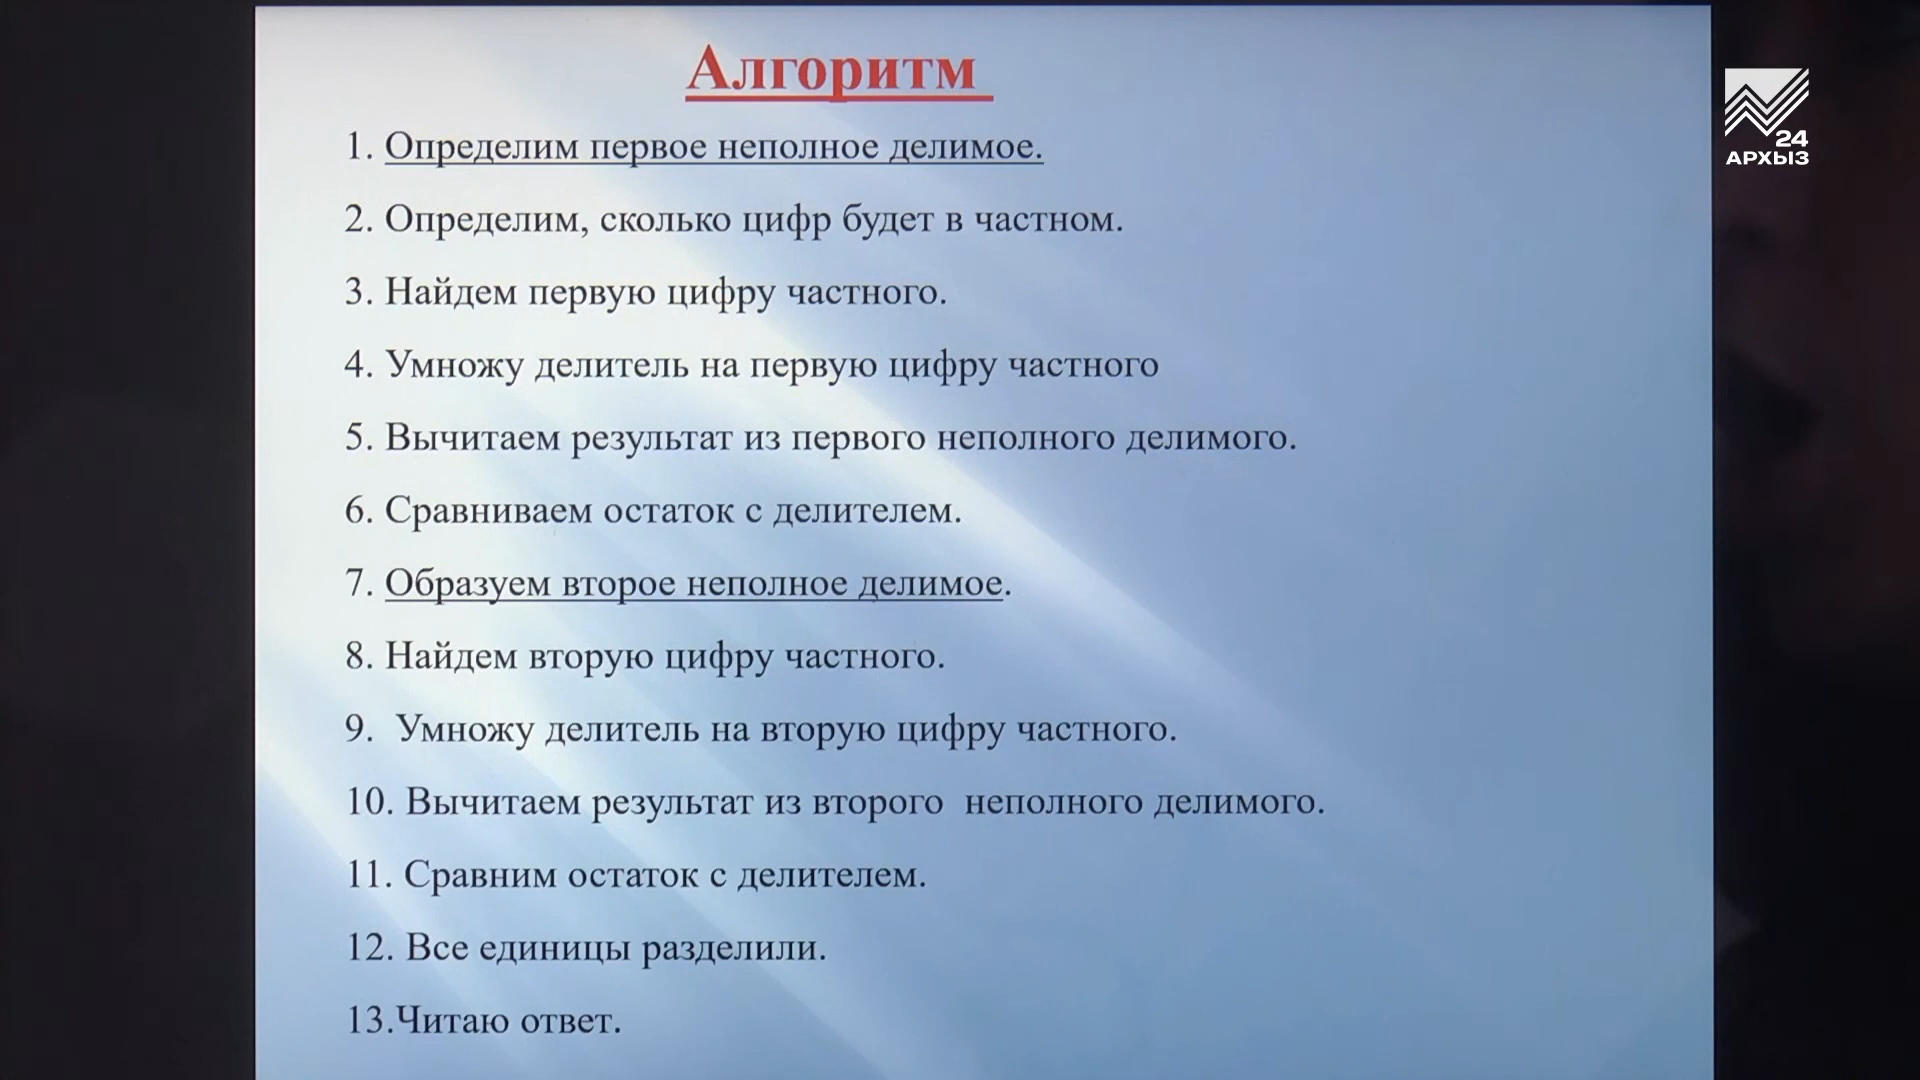 Алгоритм
1. Определим первое неполное делимое.
2. Определим, сколько цифр будет в частном.
3. Найдем первую цифру частного.
4. Умножу делитель на первую цифру частного
5. Вычитаем результат из первого неполного делимого.
6. Сравниваем остаток с делителем.
7. Образуем второе неполное делимое.
8. Найдем вторую цифру частного.
9. Умножу делитель на вторую цифру частного.
10. Вычитаем результат из второго неполного делимого.
11. Сравним остаток с делителем.
12. Все единицы разделили.
13.Читаю ответ.
24
АРХЫЗ